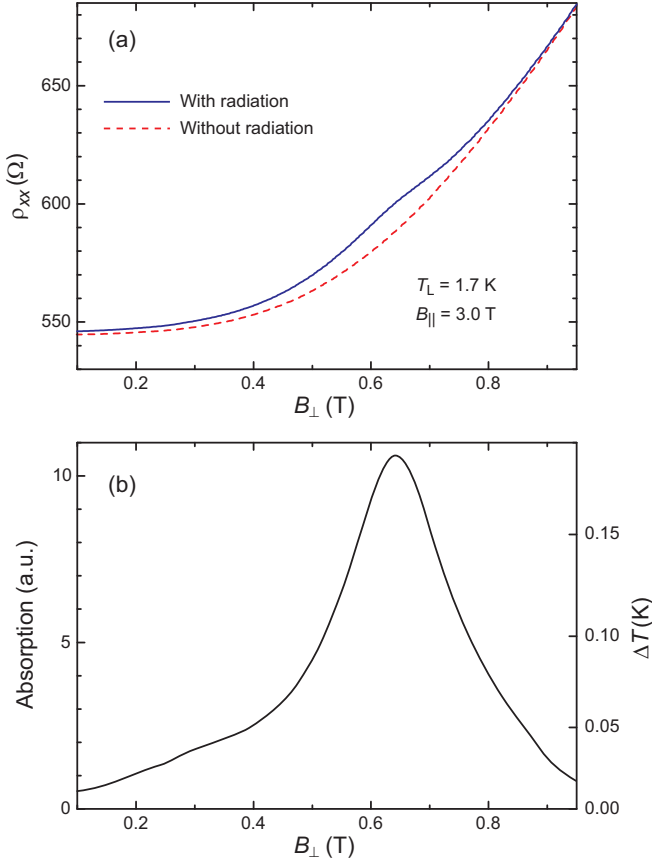 (a)
650
600
550
ρxx (Ω)
With radiation
Without radiation
TL = 1.7 K
B|| = 3.0 T
0.2 0.4 0.6 0.8
B⊥ (T)
(b)
10
5
0
Absorption (a.u.)
0.15
0.10
0.05
0.00
ΔT(K)
0.2 0.4 0.6 0.8
B⊥ (T)